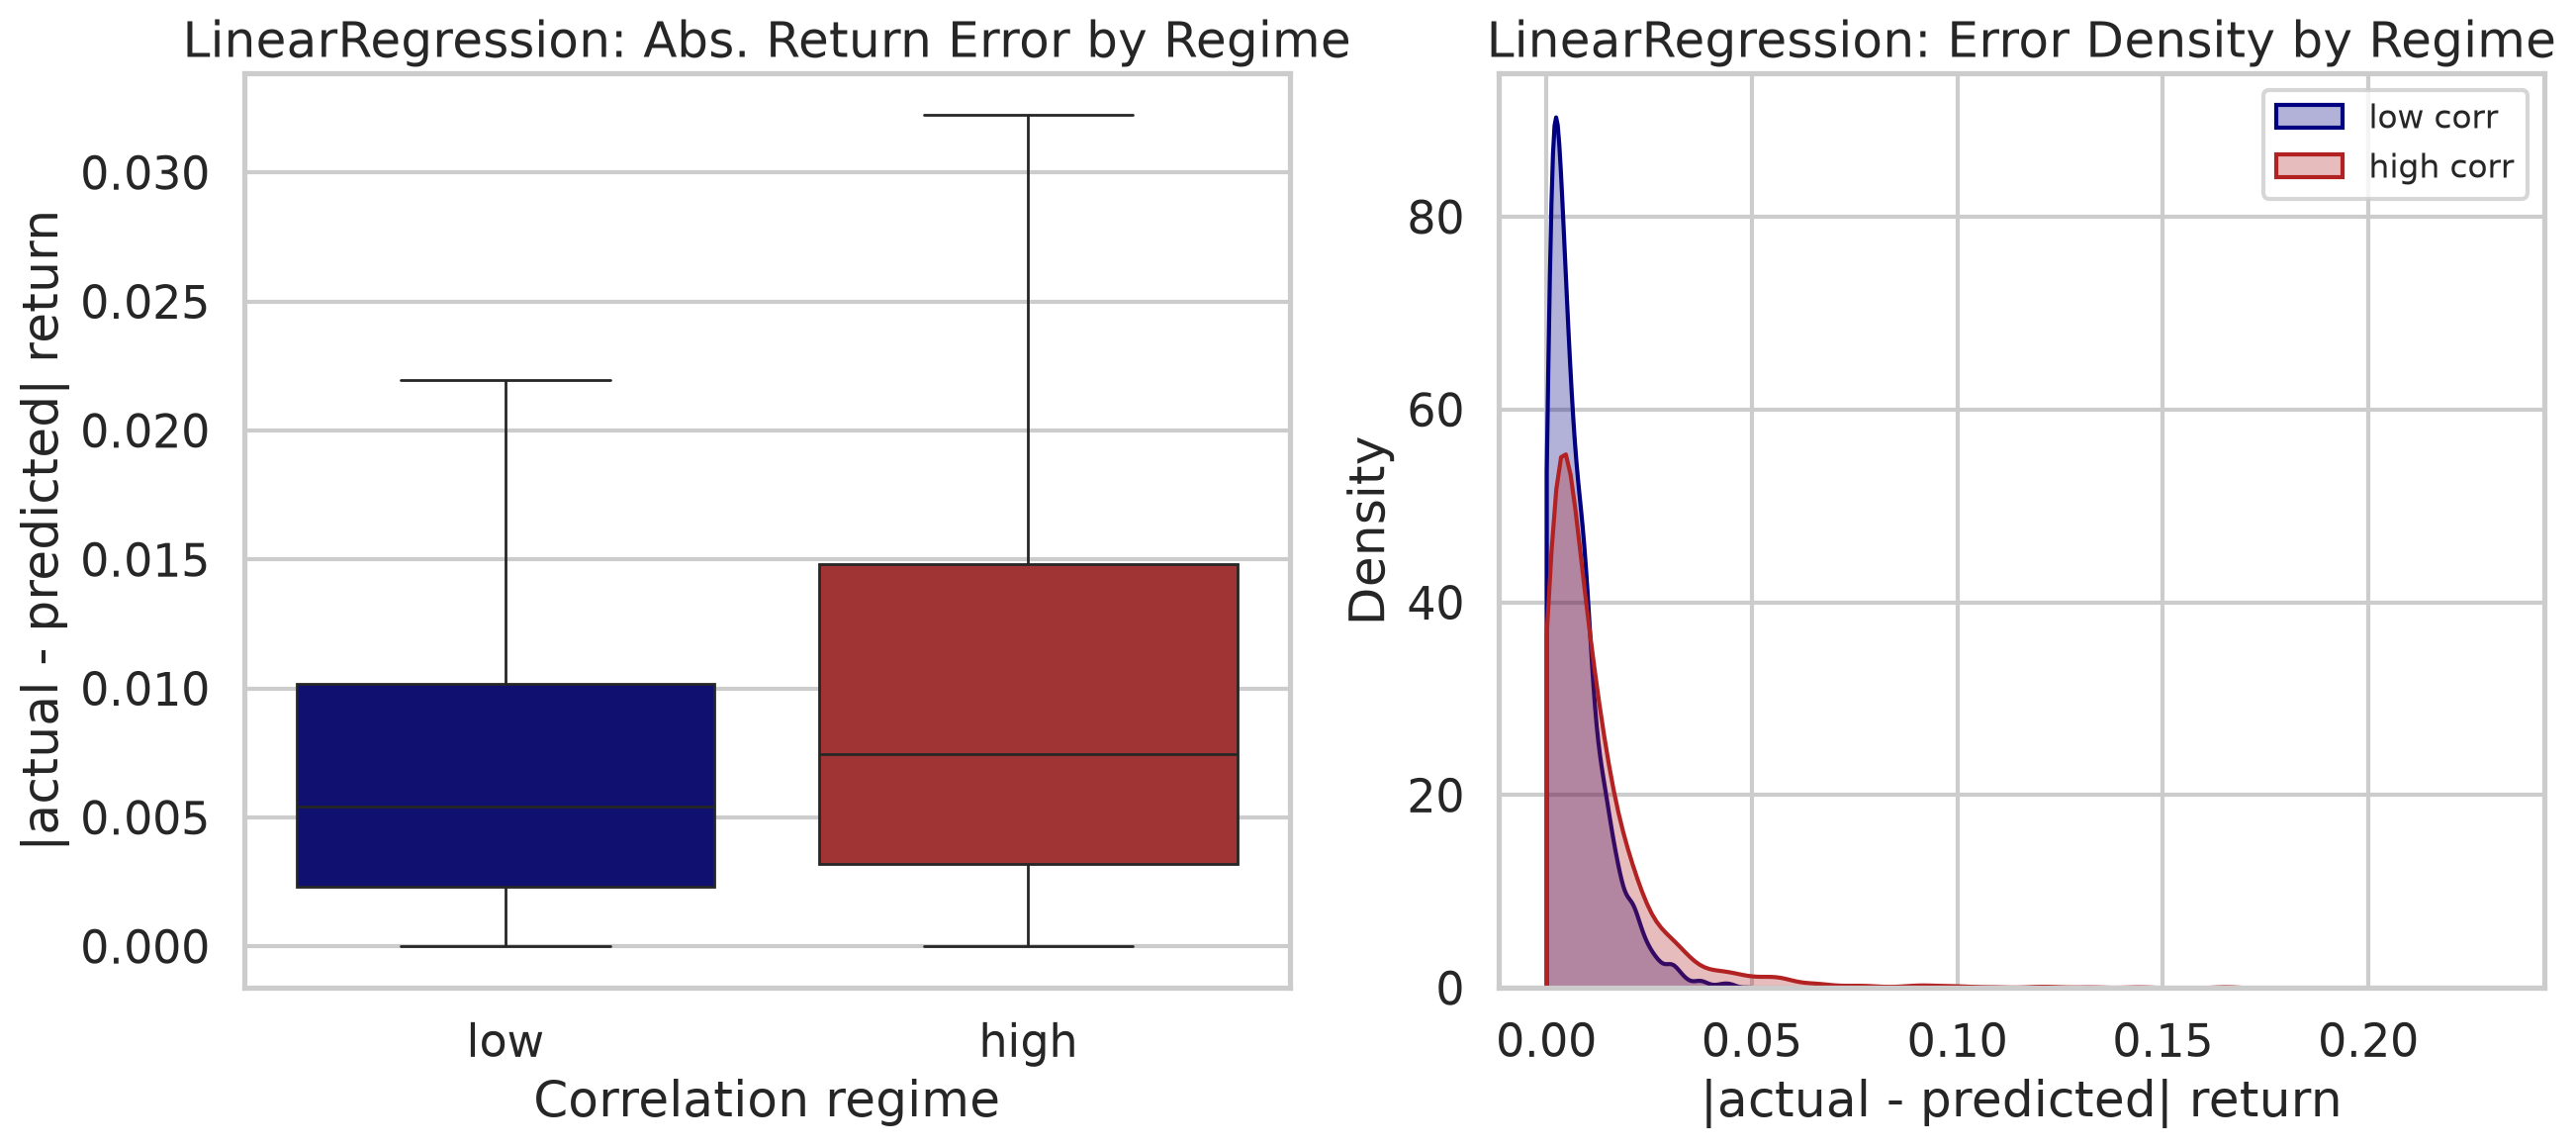 LinearRegression: Abs. Return Error by Regime
|actual - predicted| return
0.030
0.025
0.020
0.015
0.010
0.005
0.000
low
high
Correlation regime
LinearRegression: Error Density by Regime
low corr
high corr
Density
80
60
40
20
0
0.00
0.05
0.10
0.15
0.20
|actual - predicted| return